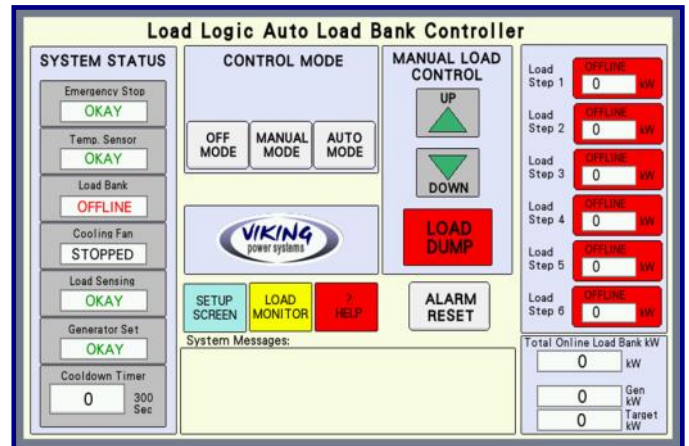 Load Logic Auto Load Bank Controller
SYSTEM STATUS
Emergency Stop
OKAY
Temp. Sensor
OKAY
Load Bank
OFFLINE
Cooling Fan
STOPPED
Load Sensing
OKAY
Generator Set
OKAY
Cooldown Timer
0 300
Sec
CONTROL MODE
OFF
MODE
MANUAL
MODE
AUTO
MODE
VIKING
power systems
SETUP
SCREEN
LOAD
MONITOR
?
HELP
System Messages:
MANUAL LOAD
CONTROL
UP
DOWN
LOAD
DUMP
ALARM
RESET
Load
Step 1
OFFLINE
0 kW
Load
Step 2
OFFLINE
0 kW
Load
Step 3
OFFLINE
0 kW
Load
Step 4
OFFLINE
0 kW
Load
Step 5
OFFLINE
0 kW
Load
Step 6
OFFLINE
0 kW
Total Online Load Bank kW
0 kW
0 Gen
kW
0 Target
kW